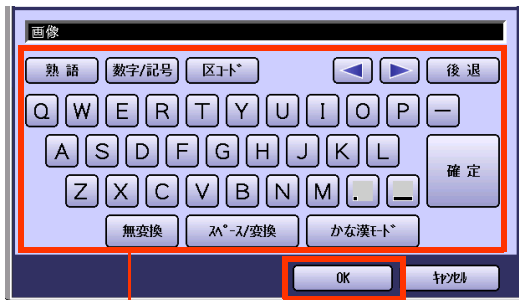 画像
熟 語 数字/記号 区ｺｰﾄﾞ 後 退
Q W E R T Y U I O P ー
A S D F G H J K L
確 定
Z X C V B N M . _
無変換 ｽﾍﾟｰｽ/変換 かな漢ﾓｰﾄﾞ
OK ｷｬﾝｾﾙ